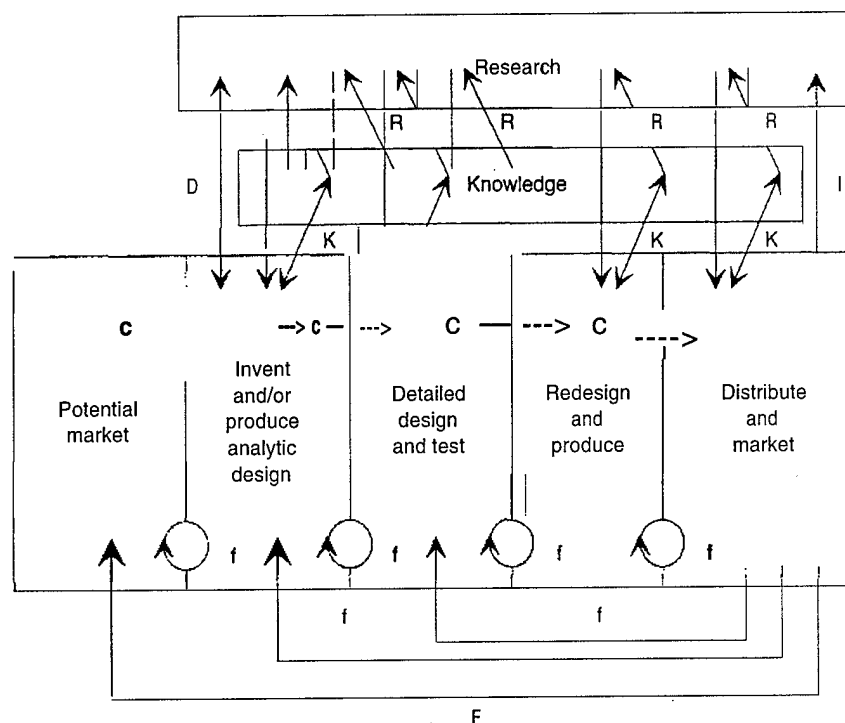 Research
R R R R
D Knowledge I
K K K
c c C C
Potential
market
Invent
and/or
produce
analytic
design
Detailed
design
and test
Redesign
and
produce
Distribute
and
market
f f f f
f f
F